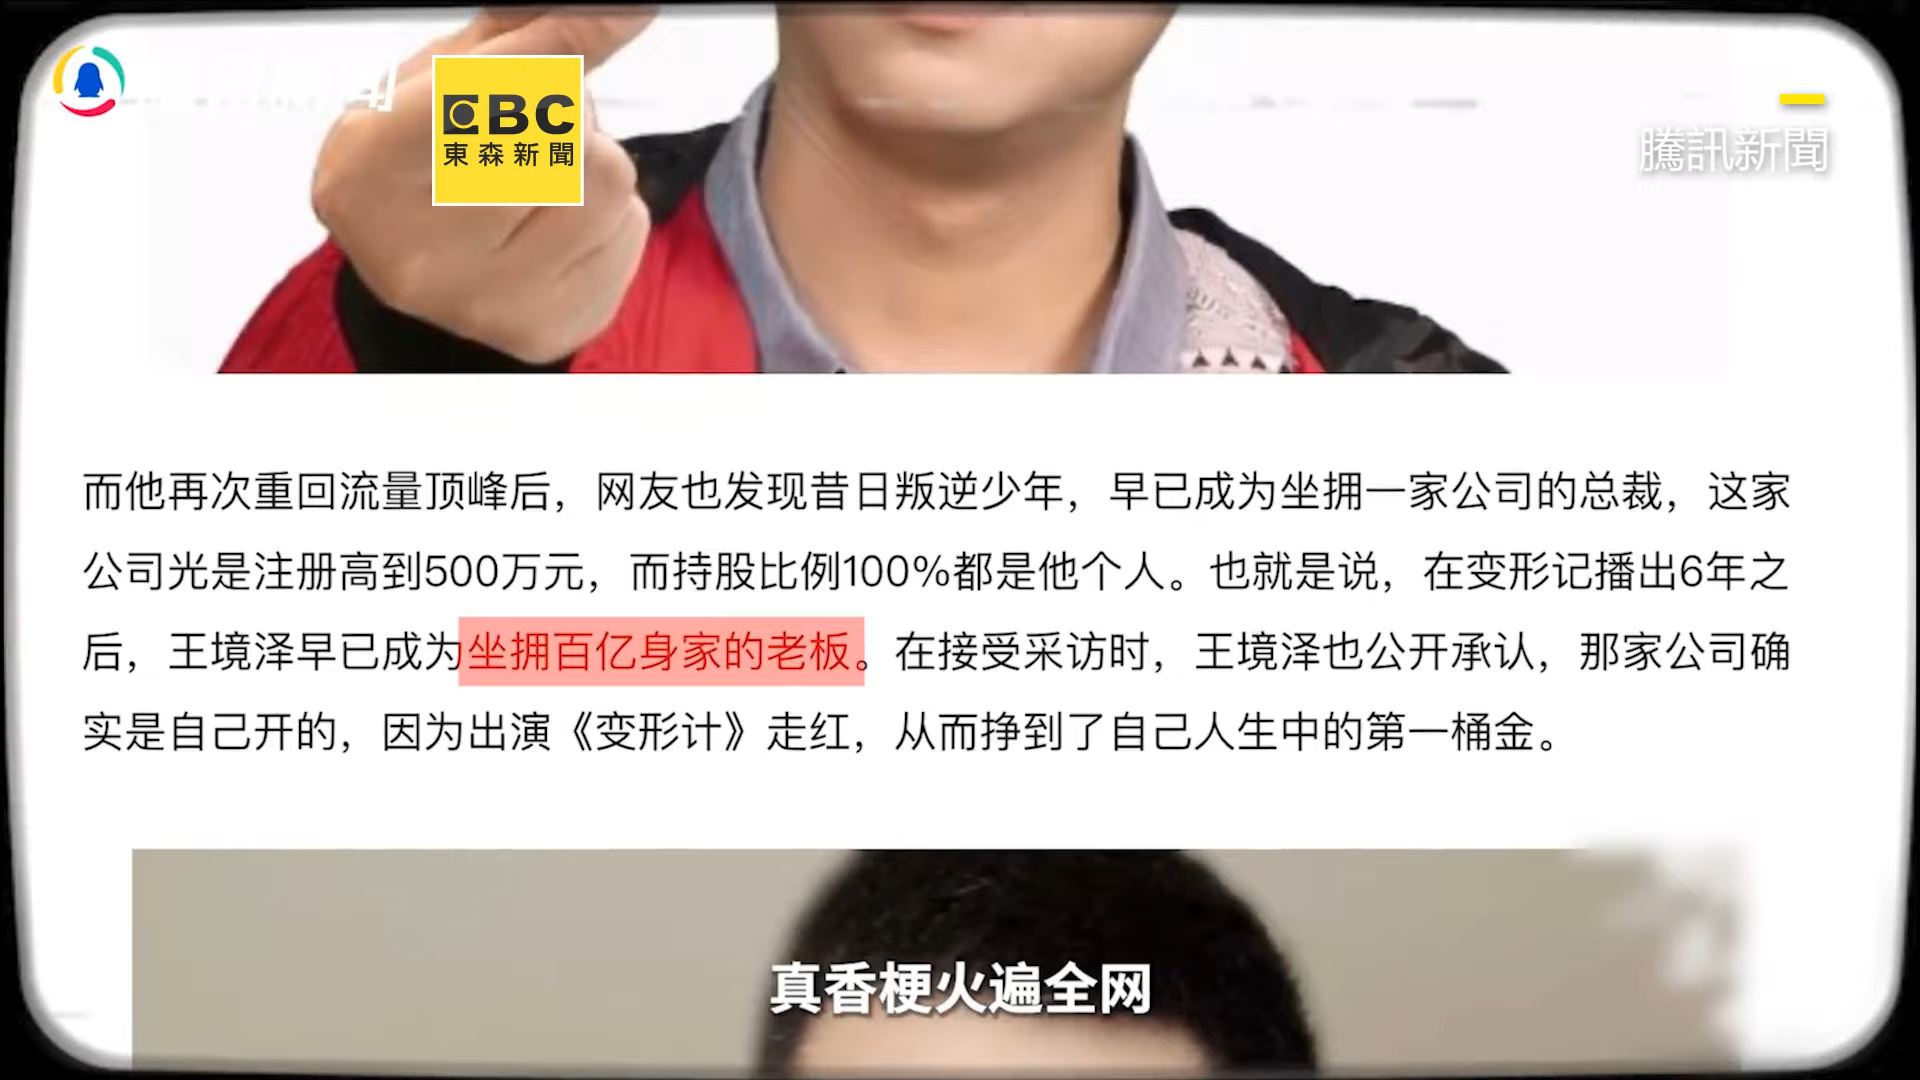 EBC
東森新聞
騰訊新聞
而他再次重回流量顶峰后，网友也发现昔日叛逆少年，早已成为坐拥一家公司的总裁，这家
公司光是注册高到500万元，而持股比例100%都是他个人。也就是说，在变形记播出6年之
后，王境泽早已成为坐拥百亿身家的老板。在接受采访时，王境泽也公开承认，那家公司确
实是自己开的，因为出演《变形计》走红，从而挣到了自己人生中的第一桶金。
真香梗火遍全网